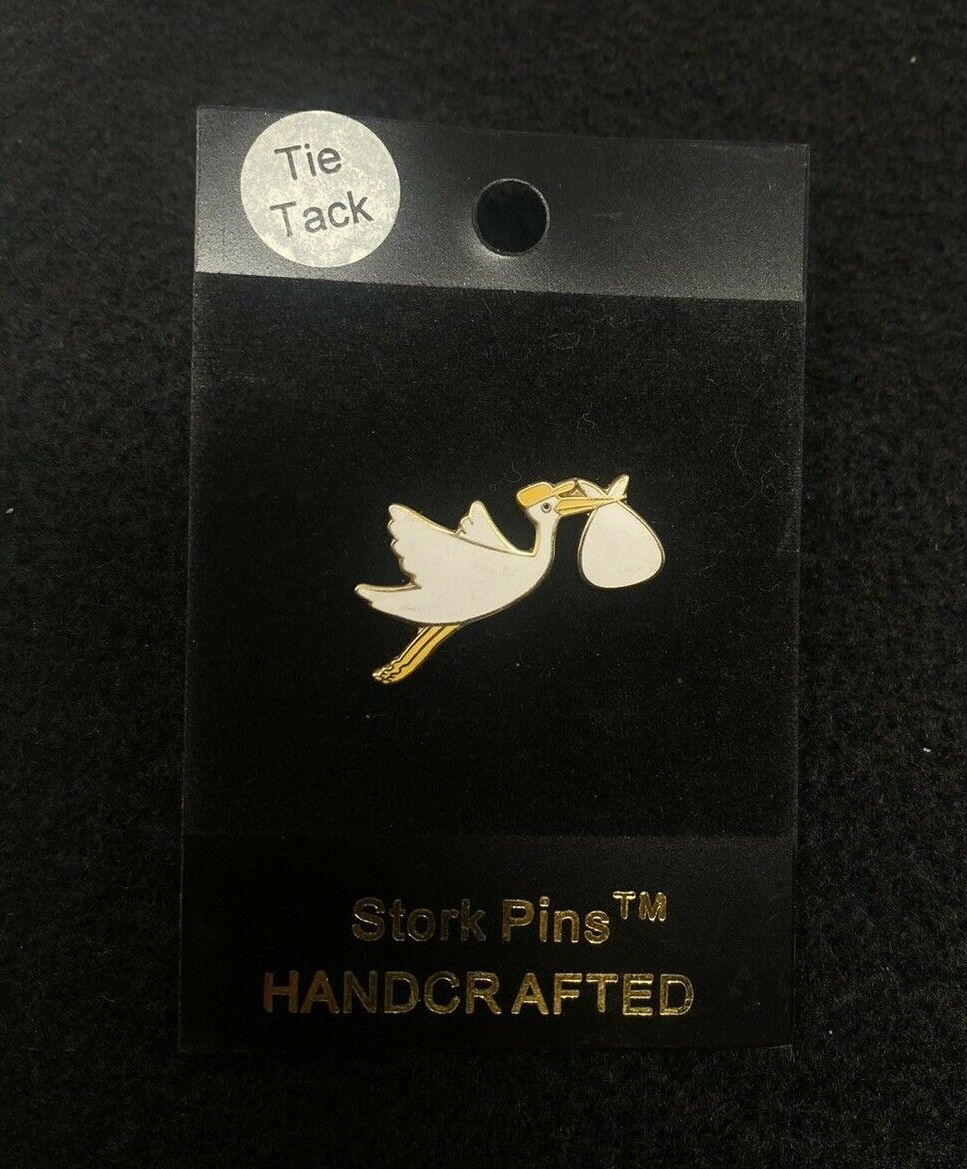 Tie
Tack
Stork Pins™
HANDCRAFTED